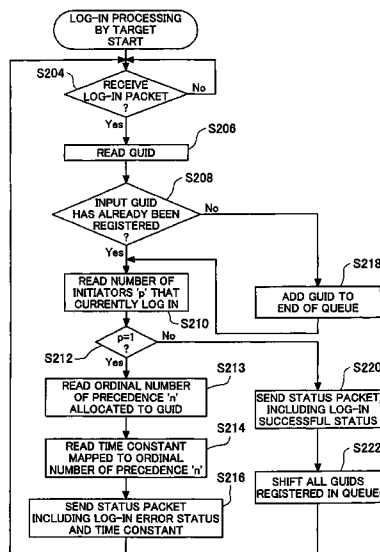 LOG-IN PROCESSING
BY TARGET
START
S204
RECEIVE
LOG-IN PACKET
?
No
Yes
S206
READ GUID
S208
INPUT GUID
HAS ALREADY BEEN
REGISTERED
?
No
Yes
S218
ADD GUID TO
END OF QUEUE
READ NUMBER OF
INITIATORS 'p' THAT
CURRENTLY LOG IN
S210
S212
p=1
?
No
Yes
S213
READ ORDINAL NUMBER
OF PRECEDENCE 'n'
ALLOCATED TO GUID
S220
SEND STATUS PACKET
INCLUDING LOG-IN
SUCCESSFUL STATUS
S214
READ TIME CONSTANT
MAPPED TO ORDINAL
NUMBER OF PRECEDENCE 'n'
S222
SHIFT ALL GUIDS
REGISTERED IN QUEUE
S216
SEND STATUS PACKET
INCLUDING LOG-IN ERROR STATUS
AND TIME CONSTANT